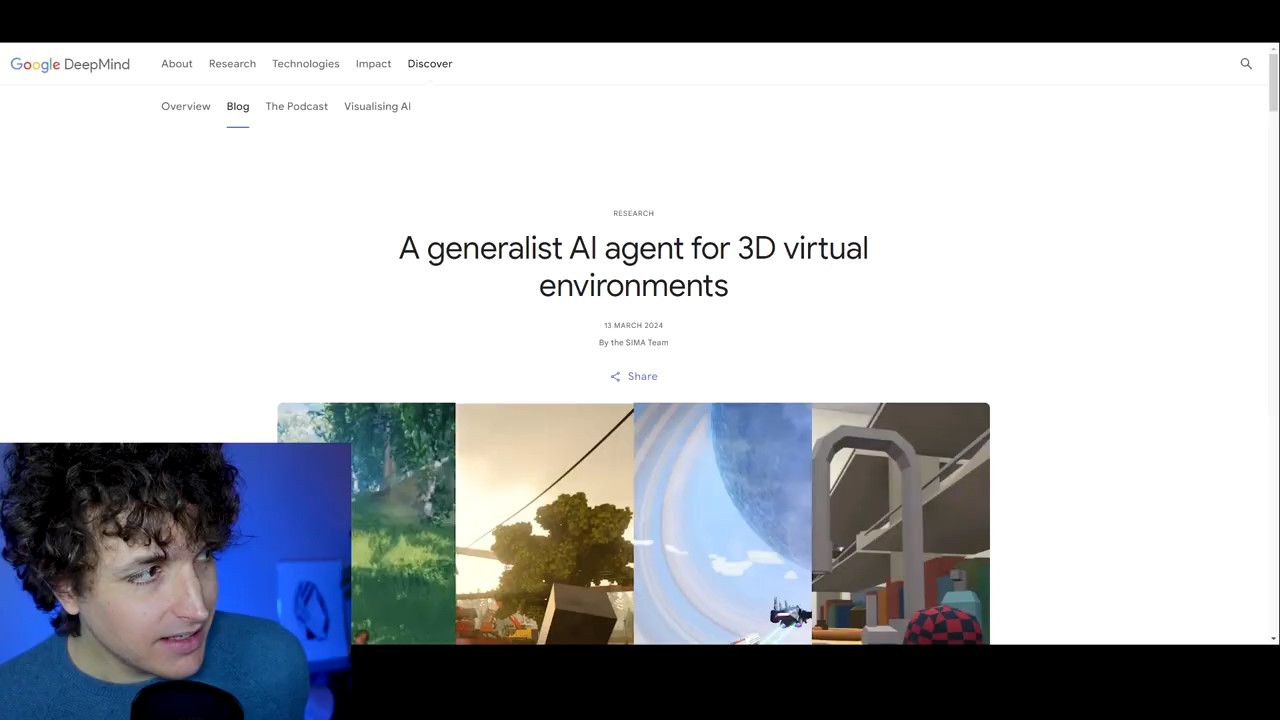 Google DeepMind
About Research Technologies Impact Discover
Overview Blog The Podcast Visualising AI
RESEARCH
A generalist AI agent for 3D virtual
environments
13 MARCH 2024
By the SIMA Team
Share